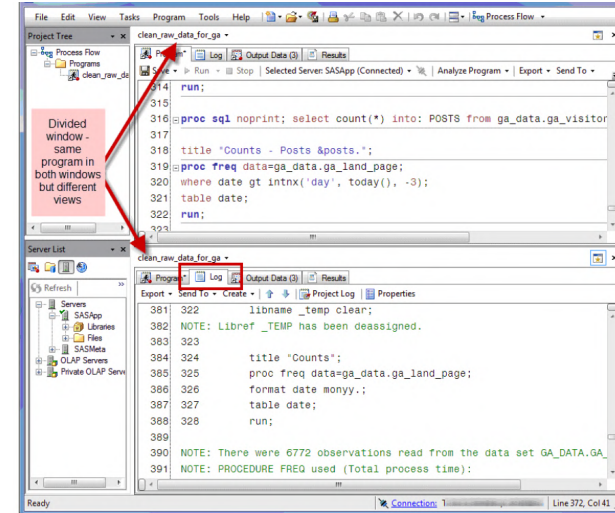 File Edit View Tasks Program Tools Help Process Flow
Project Tree
Process Flow
Programs
clean_raw_da
Divided
window -
same
program in
both windows
but different
views
Server List
Refresh
Servers
SASApp
Libraries
Files
SASMeta
OLAP Servers
Private OLAP Serve
clean_raw_data_for_ga
Program* Log Output Data (3) Results
Save Run Stop Selected Server: SASApp (Connected) Analyze Program Export Send To
314 run;
315
316 proc sql noprint; select count(*) into: POSTS from ga_data.ga_visitor
317
318 title "Counts - Posts &posts.";
319 proc freq data=ga_data.ga_land_page;
320 where date gt intnx('day', today(), -3);
321 table date;
322 run;
323
clean_raw_data_for_ga
Program* Log Output Data (3) Results
Export Send To Create Project Log Properties
381 322 libname _temp clear;
382 NOTE: Libref _TEMP has been deassigned.
383 323
384 324 title "Counts";
385 325 proc freq data=ga_data.ga_land_page;
386 326 format date monyy.;
387 327 table date;
388 328 run;
389
390 NOTE: There were 6772 observations read from the data set GA_DATA.GA_
391 NOTE: PROCEDURE FREQ used (Total process time):
Ready
Connection:
Line 372, Col 41